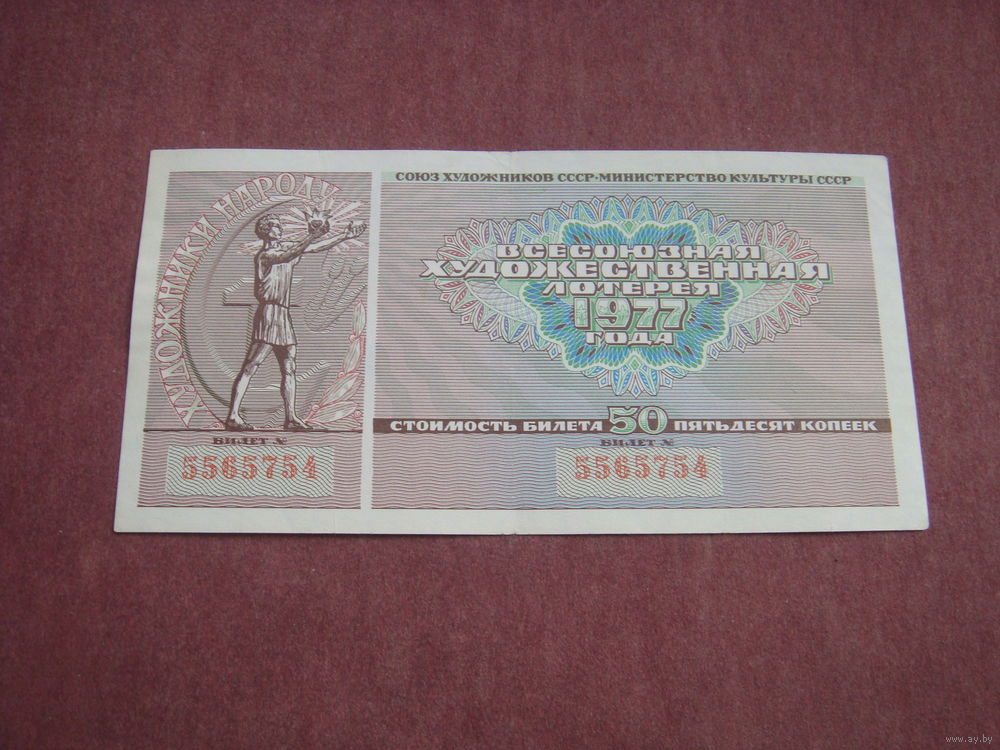 ХУДОЖНИКИ НАРОДУ
БИЛЕТ №
5565754
СОЮЗ ХУДОЖНИКОВ СССР·МИНИСТЕРСТВО КУЛЬТУРЫ СССР
ВСЕСОЮЗНАЯ
ХУДОЖЕСТВЕННАЯ
ЛОТЕРЕЯ
1977
ГОДА
СТОИМОСТЬ БИЛЕТА 50 ПЯТЬДЕСЯТ КОПЕЕК
БИЛЕТ №
5565754
www.ay.by